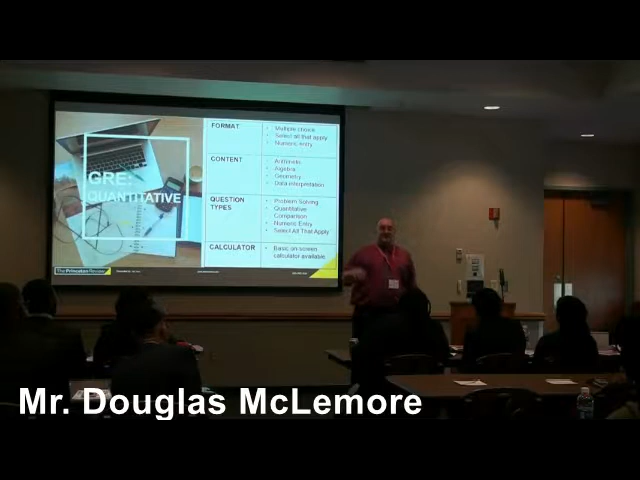 GRE:
QUANTITATIVE
FORMAT
• Multiple choice
• Select all that apply
• Numeric entry
CONTENT
• Arithmetic
• Algebra
• Geometry
• Data interpretation
QUESTION
TYPES
• Problem Solving
• Quantitative
Comparison
• Numeric Entry
• Select All That Apply
CALCULATOR
• Basic on-screen
calculator available
The Princeton Review
Mr. Douglas McLemore